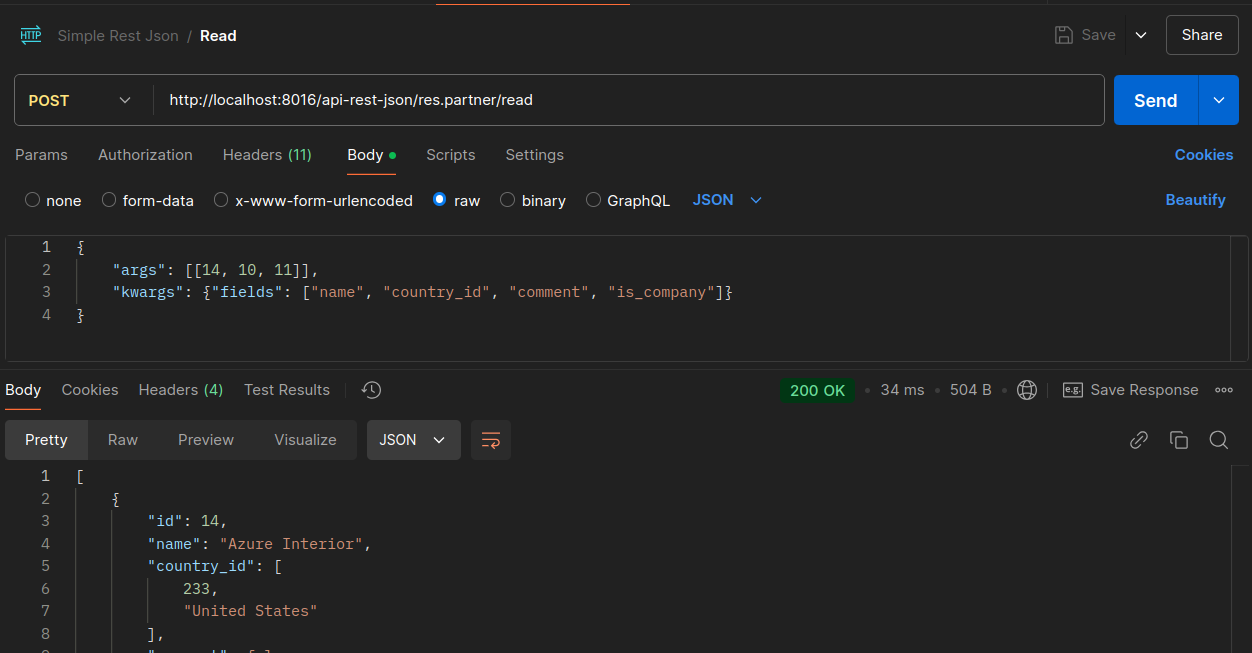 HTTP Simple Rest Json / Read Save Share
POST http://localhost:8016/api-rest-json/res.partner/read Send
Params Authorization Headers (11) Body Scripts Settings Cookies
none form-data x-www-form-urlencoded raw binary GraphQL JSON Beautify
1 {
2 "args": [[14, 10, 11]],
3 "kwargs": {"fields": ["name", "country_id", "comment", "is_company"]}
4 }
Body Cookies Headers (4) Test Results 200 OK 34 ms 504 B e.g. Save Response
Pretty Raw Preview Visualize JSON
1 [
2 {
3 "id": 14,
4 "name": "Azure Interior",
5 "country_id": [
6 233,
7 "United States"
8 ],